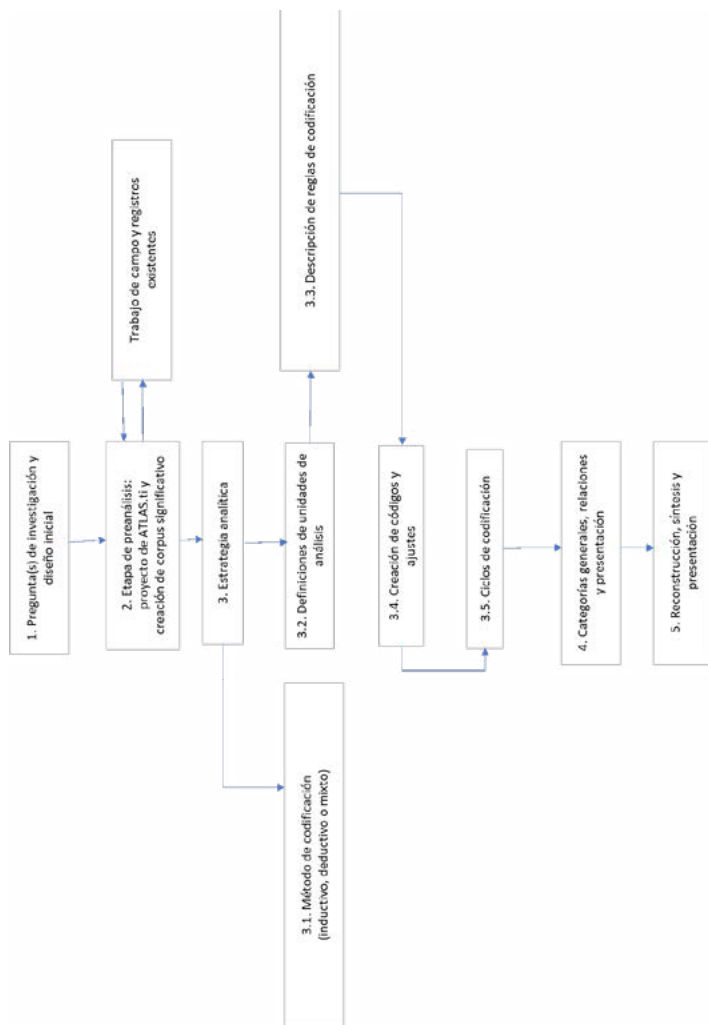 1. Pregunta(s) de investigación y
diseño inicial
2. Etapa de preanálisis:
proyecto de ATLAS.ti y
creación de corpus significativo
Trabajo de campo y registros
existentes
3. Estrategia analítica
3.1. Método de codificación
(inductivo, deductivo o mixto)
3.2. Definiciones de unidades de
análisis
3.3. Descripción de reglas de codificación
3.4. Creación de códigos y
ajustes
3.5. Ciclos de codificación
4. Categorías generales, relaciones
y presentación
5. Reconstrucción, síntesis y
presentación